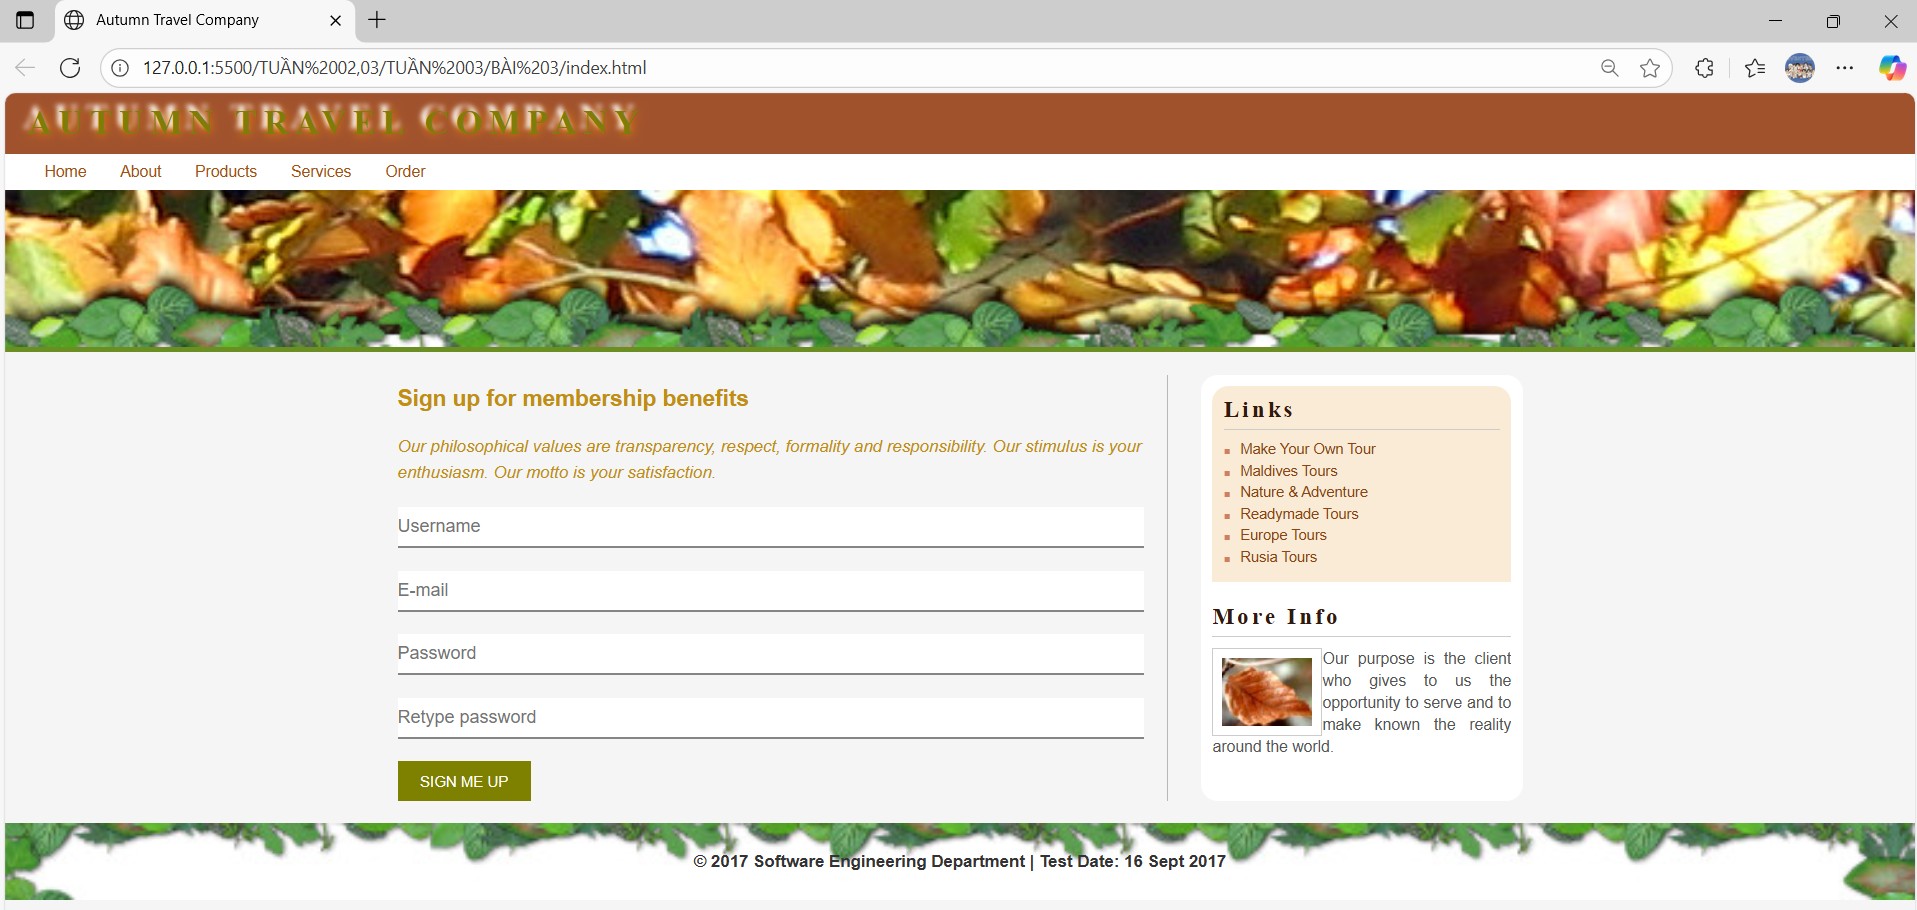 Autumn Travel Company
127.0.0.1:5500/TUẦN%2002,03/TUẦN%2003/BÀI%203/index.html
AUTUMN TRAVEL COMPANY
Home About Products Services Order
Sign up for membership benefits
Our philosophical values are transparency, respect, formality and responsibility. Our stimulus is your
enthusiasm. Our motto is your satisfaction.
Username
E-mail
Password
Retype password
SIGN ME UP
Links
Make Your Own Tour
Maldives Tours
Nature & Adventure
Readymade Tours
Europe Tours
Rusia Tours
More Info
Our purpose is the client
who gives to us the
opportunity to serve and to
make known the reality
around the world.
© 2017 Software Engineering Department | Test Date: 16 Sept 2017